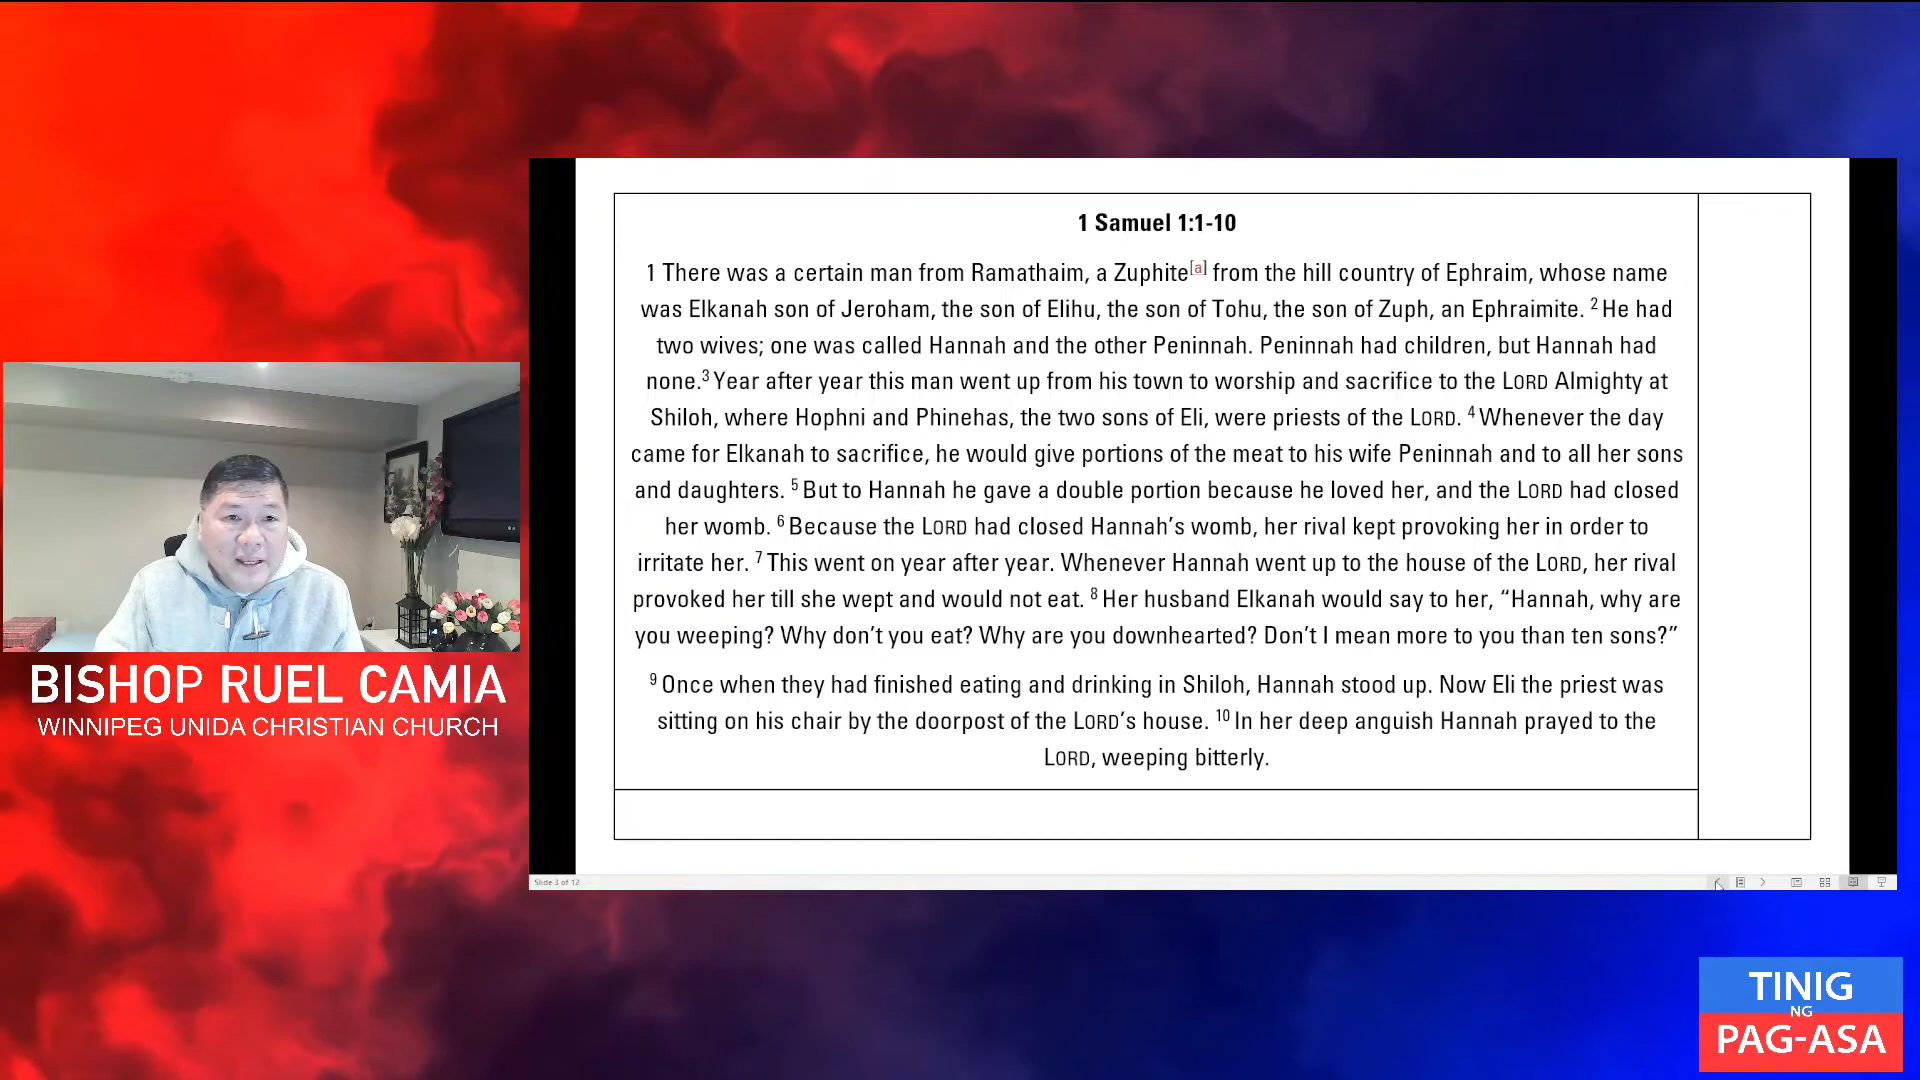 1 Samuel 1:1-10
1 There was a certain man from Ramathaim, a Zuphite[a] from the hill country of Ephraim, whose name
was Elkanah son of Jeroham, the son of Elihu, the son of Tohu, the son of Zuph, an Ephraimite. 2 He had
two wives; one was called Hannah and the other Peninnah. Peninnah had children, but Hannah had
none.3 Year after year this man went up from his town to worship and sacrifice to the LORD Almighty at
Shiloh, where Hophni and Phinehas, the two sons of Eli, were priests of the LORD. 4 Whenever the day
came for Elkanah to sacrifice, he would give portions of the meat to his wife Peninnah and to all her sons
and daughters. 5 But to Hannah he gave a double portion because he loved her, and the LORD had closed
her womb. 6 Because the LORD had closed Hannah’s womb, her rival kept provoking her in order to
irritate her. 7 This went on year after year. Whenever Hannah went up to the house of the LORD, her rival
provoked her till she wept and would not eat. 8 Her husband Elkanah would say to her, “Hannah, why are
you weeping? Why don’t you eat? Why are you downhearted? Don’t I mean more to you than ten sons?”
9 Once when they had finished eating and drinking in Shiloh, Hannah stood up. Now Eli the priest was
sitting on his chair by the doorpost of the LORD’s house. 10 In her deep anguish Hannah prayed to the
LORD, weeping bitterly.
Slide 3 of 12
BISHOP RUEL CAMIA
WINNIPEG UNIDA CHRISTIAN CHURCH
TINIG
NG
PAG-ASA